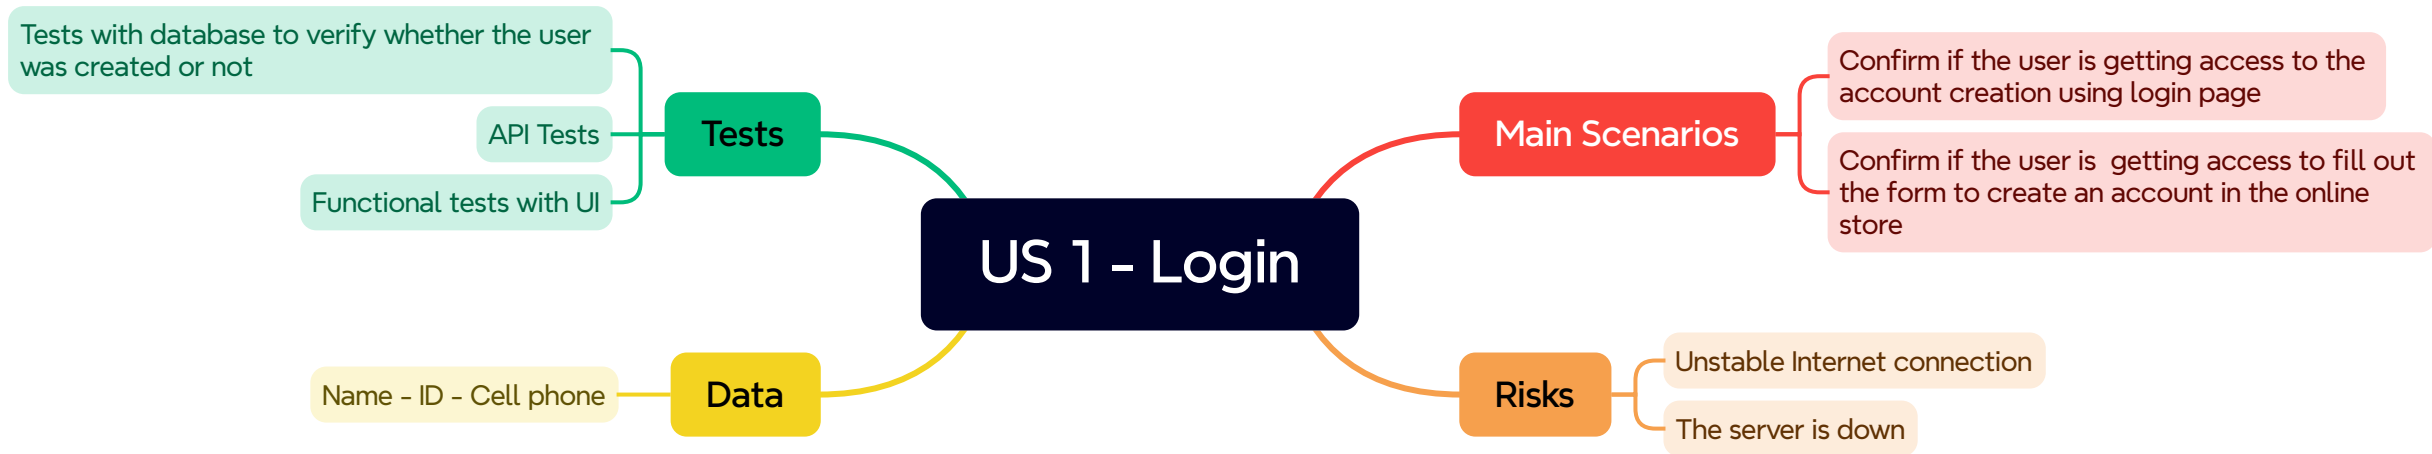 Tests with database to verify whether the user
was created or not
API Tests
Functional tests with UI
Tests
Name - ID - Cell phone
Data
US 1 - Login
Main Scenarios
Confirm if the user is getting access to the
account creation using login page
Confirm if the user is  getting access to fill out
the form to create an account in the online
store
Risks
Unstable Internet connection
The server is down